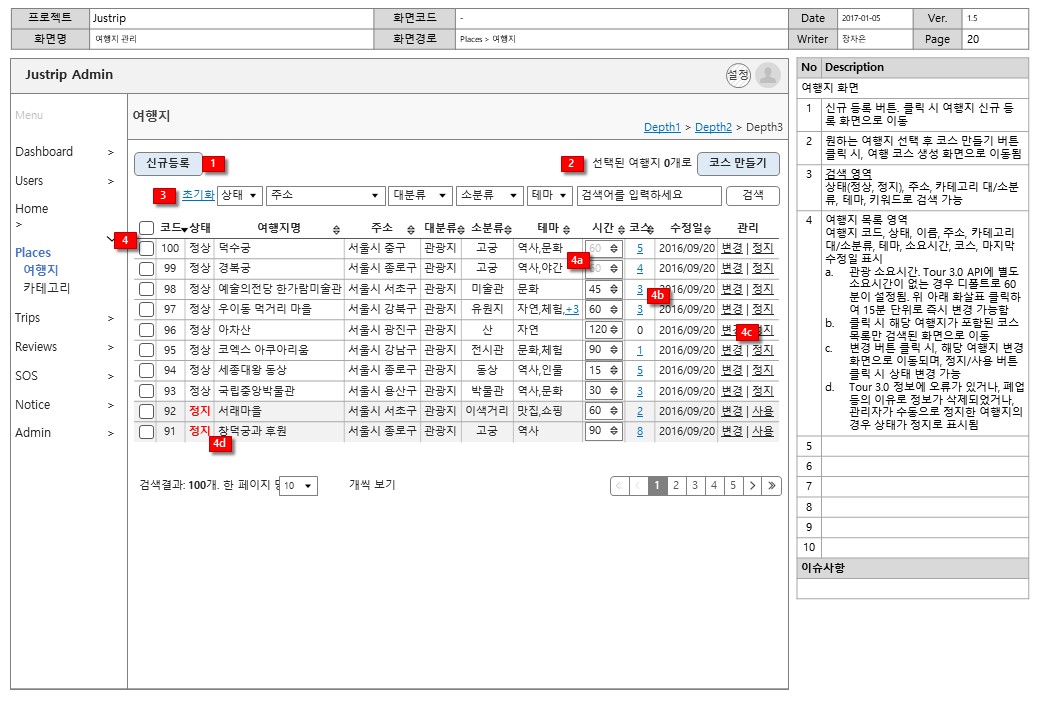 프로젝트 Justrip 화면코드 - Date 2017-01-05 Ver. 1.5
화면명 여행지 관리 화면경로 Places > 여행지 Writer 장자은 Page 20
Justrip Admin 설정
Menu
Dashboard >
Users >
Home
>
Places
여행지
카테고리
Trips >
Reviews >
SOS >
Notice >
Admin >
여행지
Depth1 > Depth2 > Depth3
신규등록 1 2 선택된 여행지 0개로 코스 만들기
3 초기화 상태 주소 대분류 소분류 테마 검색어를 입력하세요 검색
4 코드 상태 여행지명 주소 대분류 소분류 테마 시간 코스 수정일 관리
100 정상 덕수궁 서울시 중구 관광지 고궁 역사,문화 60 5 2016/09/20 변경 | 정지
4a
99 정상 경복궁 서울시 종로구 관광지 고궁 역사,야간 4 2016/09/20 변경 | 정지
98 정상 예술의전당 한가람미술관 서울시 서초구 관광지 미술관 문화 45 3 2016/09/20 변경 | 정지
4b
97 정상 우이동 먹거리 마을 서울시 강북구 관광지 유원지 자연,체험,+3 60 3 2016/09/20 변경 | 정지
96 정상 아차산 서울시 광진구 관광지 산 자연 120 0 2016/09/20
4c
95 정상 코엑스 아쿠아리움 서울시 강남구 관광지 전시관 문화,체험 90 1 2016/09/20 변경 | 정지
94 정상 세종대왕 동상 서울시 종로구 관광지 동상 역사,인물 15 5 2016/09/20 변경 | 정지
93 정상 국립중앙박물관 서울시 용산구 관광지 박물관 역사,문화 30 3 2016/09/20 변경 | 정지
92 정지 서래마을 서울시 서초구 관광지 이색거리 맛집,쇼핑 60 2 2016/09/20 변경 | 사용
91 정지 창덕궁과 후원 서울시 종로구 관광지 고궁 역사 90 8 2016/09/20 변경 | 사용
4d
검색결과: 100개. 한 페이지 10 개씩 보기
< < 1 2 3 4 5 > >>
No Description
여행지 화면
1 신규 등록 버튼. 클릭 시 여행지 신규 등
록 화면으로 이동
2 원하는 여행지 선택 후 코스 만들기 버튼
클릭 시, 여행 코스 생성 화면으로 이동됨
3 검색 영역
상태(정상, 정지), 주소, 카테고리 대/소분
류, 테마, 키워드로 검색 가능
4 여행지 목록 영역
여행지 코드, 상태, 이름, 주소, 카테고리
대/소분류, 테마, 소요시간, 코스, 마지막
수정일 표시
a. 관광 소요시간. Tour 3.0 API에 별도
소요시간이 없는 경우 디폴트로 60
분이 설정됨. 위 아래 화살표 클릭하
여 15분 단위로 즉시 변경 가능함
b. 클릭 시 해당 여행지가 포함된 코스
목록만 검색된 화면으로 이동
c. 변경 버튼 클릭 시, 해당 여행지 변경
화면으로 이동되며, 정지/사용 버튼
클릭 시 상태 변경 가능
d. Tour 3.0 정보에 오류가 있거나, 폐업
등의 이유로 정보가 삭제되었거나,
관리자가 수동으로 정지한 여행지의
경우 상태가 정지로 표시됨
5
6
7
8
9
10
이슈사항